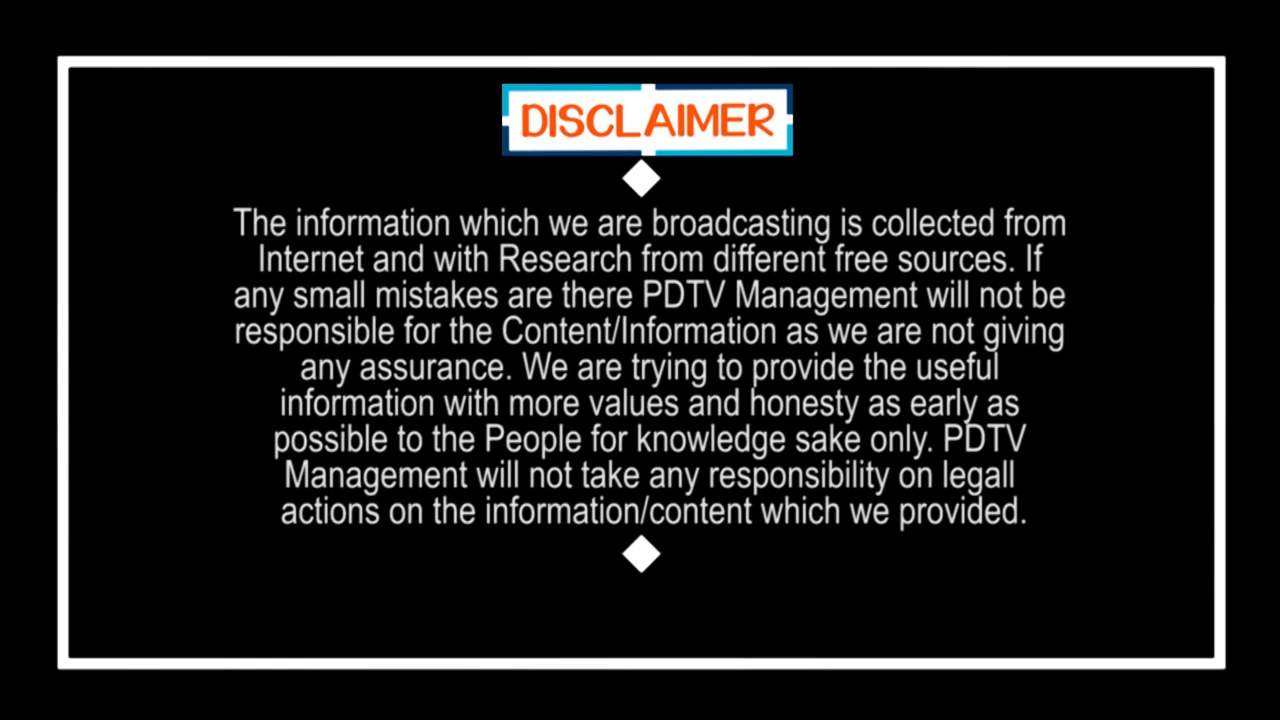 DISCLAIMER
The information which we are broadcasting is collected from
Internet and with Research from different free sources. If
any small mistakes are there PDTV Management will not be
responsible for the Content/Information as we are not giving
any assurance. We are trying to provide the useful
information with more values and honesty as early as
possible to the People for knowledge sake only. PDTV
Management will not take any responsibility on legall
actions on the information/content which we provided.